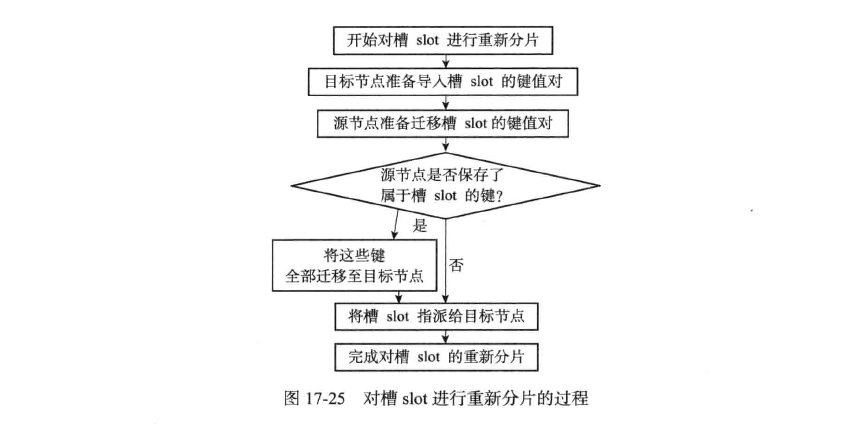 开始对槽 slot 进行重新分片
目标节点准备导入槽 slot 的键值对
源节点准备迁移槽 slot 的键值对
源节点是否保存了
属于槽 slot 的键?
是
将这些键
全部迁移至目标节点
否
将槽 slot 指派给目标节点
完成对槽 slot 的重新分片
图 17-25 对槽 slot 进行重新分片的过程